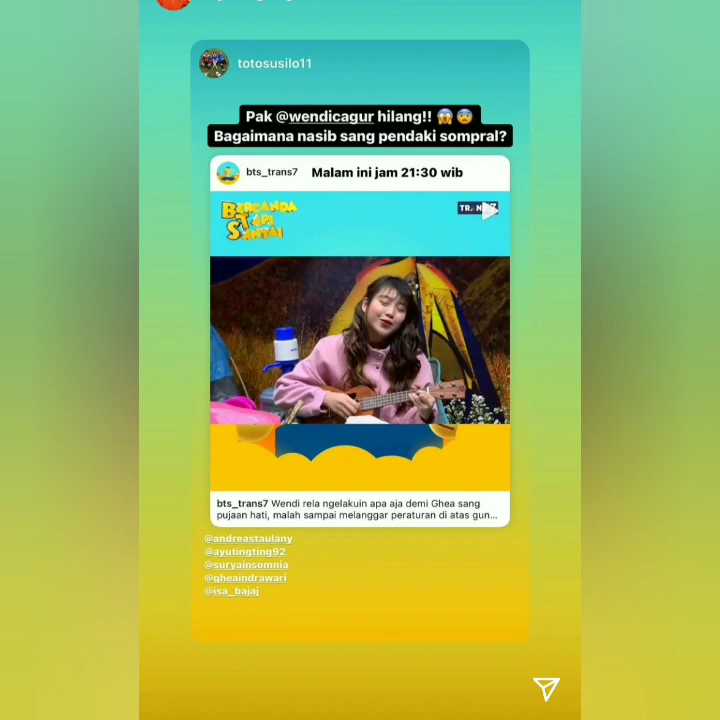 totosusilo11
Pak @wendicagur hilang!! 😱😨
Bagaimana nasib sang pendaki sompral?
bts_trans7 Malam ini jam 21:30 wib
BERCANDA
TAPI
SANTAI
bts_trans7 Wendi rela ngelakuin apa aja demi Ghea sang
pujaan hati, malah sampai melanggar peraturan di atas gun...
@andreastaulany
@ayutingting92
@suryainsomnia
@gheaindrawari
@isa_bajaj